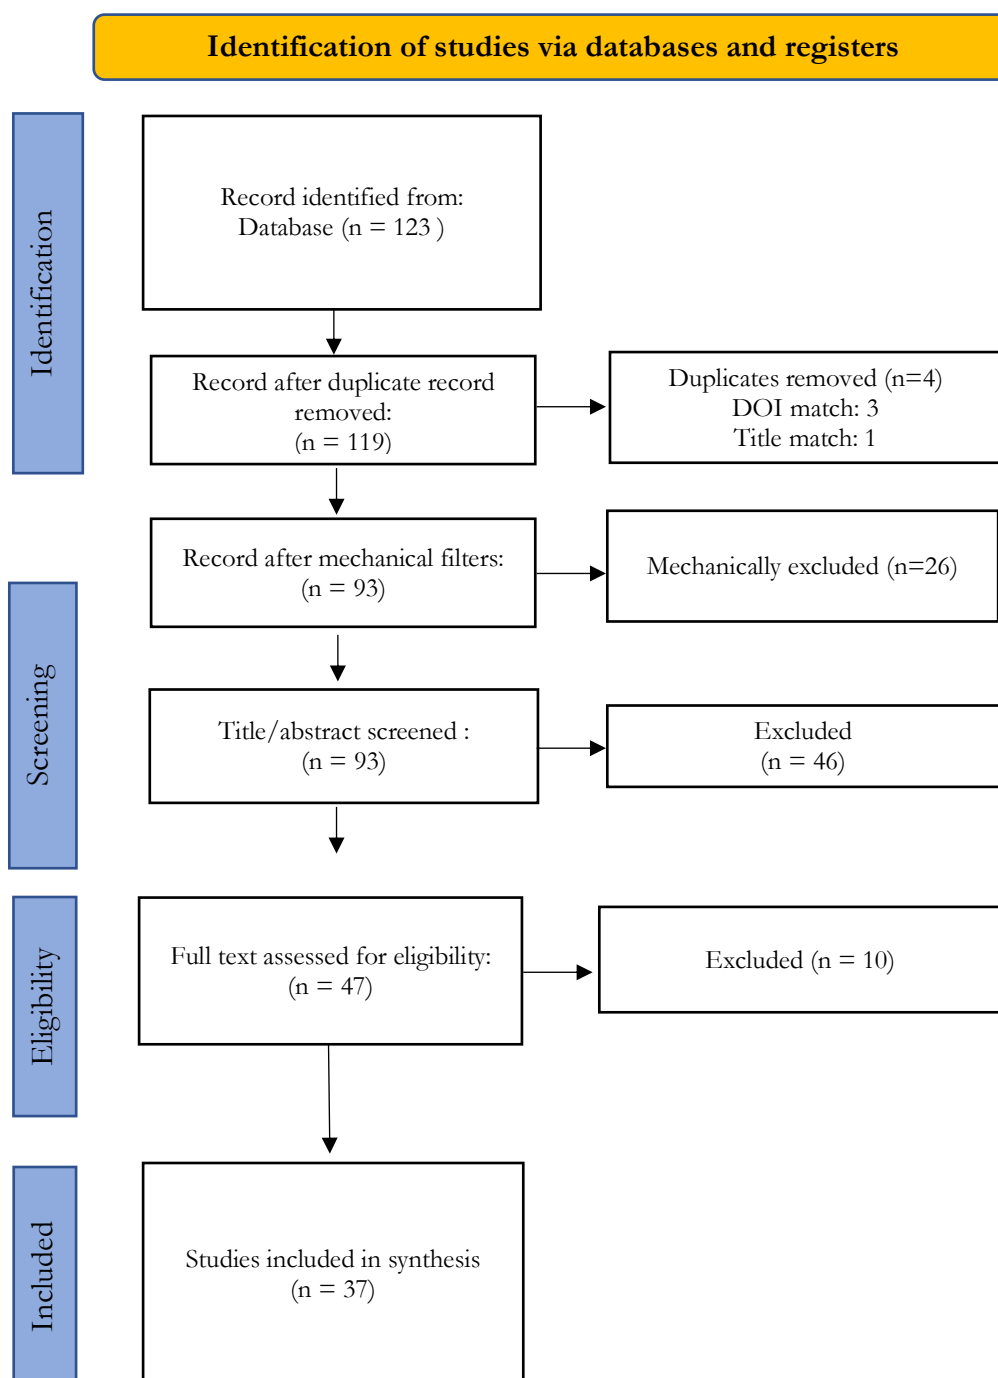 Identification of studies via databases and registers
Identification
Record identified from:
Database (n = 123 )
Record after duplicate record
removed:
(n = 119)
Duplicates removed (n=4)
DOI match: 3
Title match: 1
Screening
Record after mechanical filters:
(n = 93)
Mechanically excluded (n=26)
Title/abstract screened :
(n = 93)
Excluded
(n = 46)
Eligibility
Full text assessed for eligibility:
(n = 47)
Excluded (n = 10)
Included
Studies included in synthesis
(n = 37)